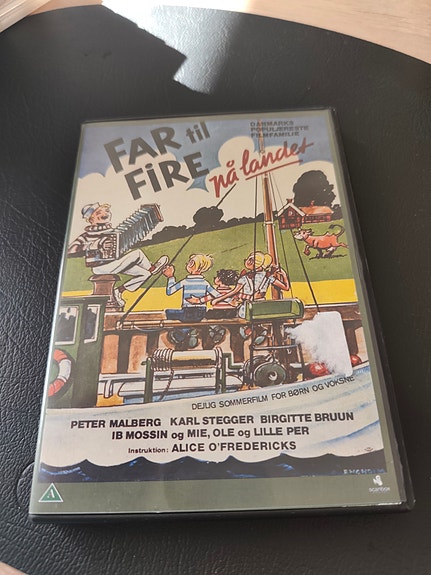 FAR til
FiRE
på landet
DANMARKS
POPULÆRESTE
FILMFAMILIE
DEJLIG SOMMERFILM FOR BØRN OG VOKSNE
PETER MALBERG KARL STEGGER BIRGITTE BRUUN
IB MOSSIN og MIE, OLE og LILLE PER
Instruktion: ALICE O'FREDERICKS
A